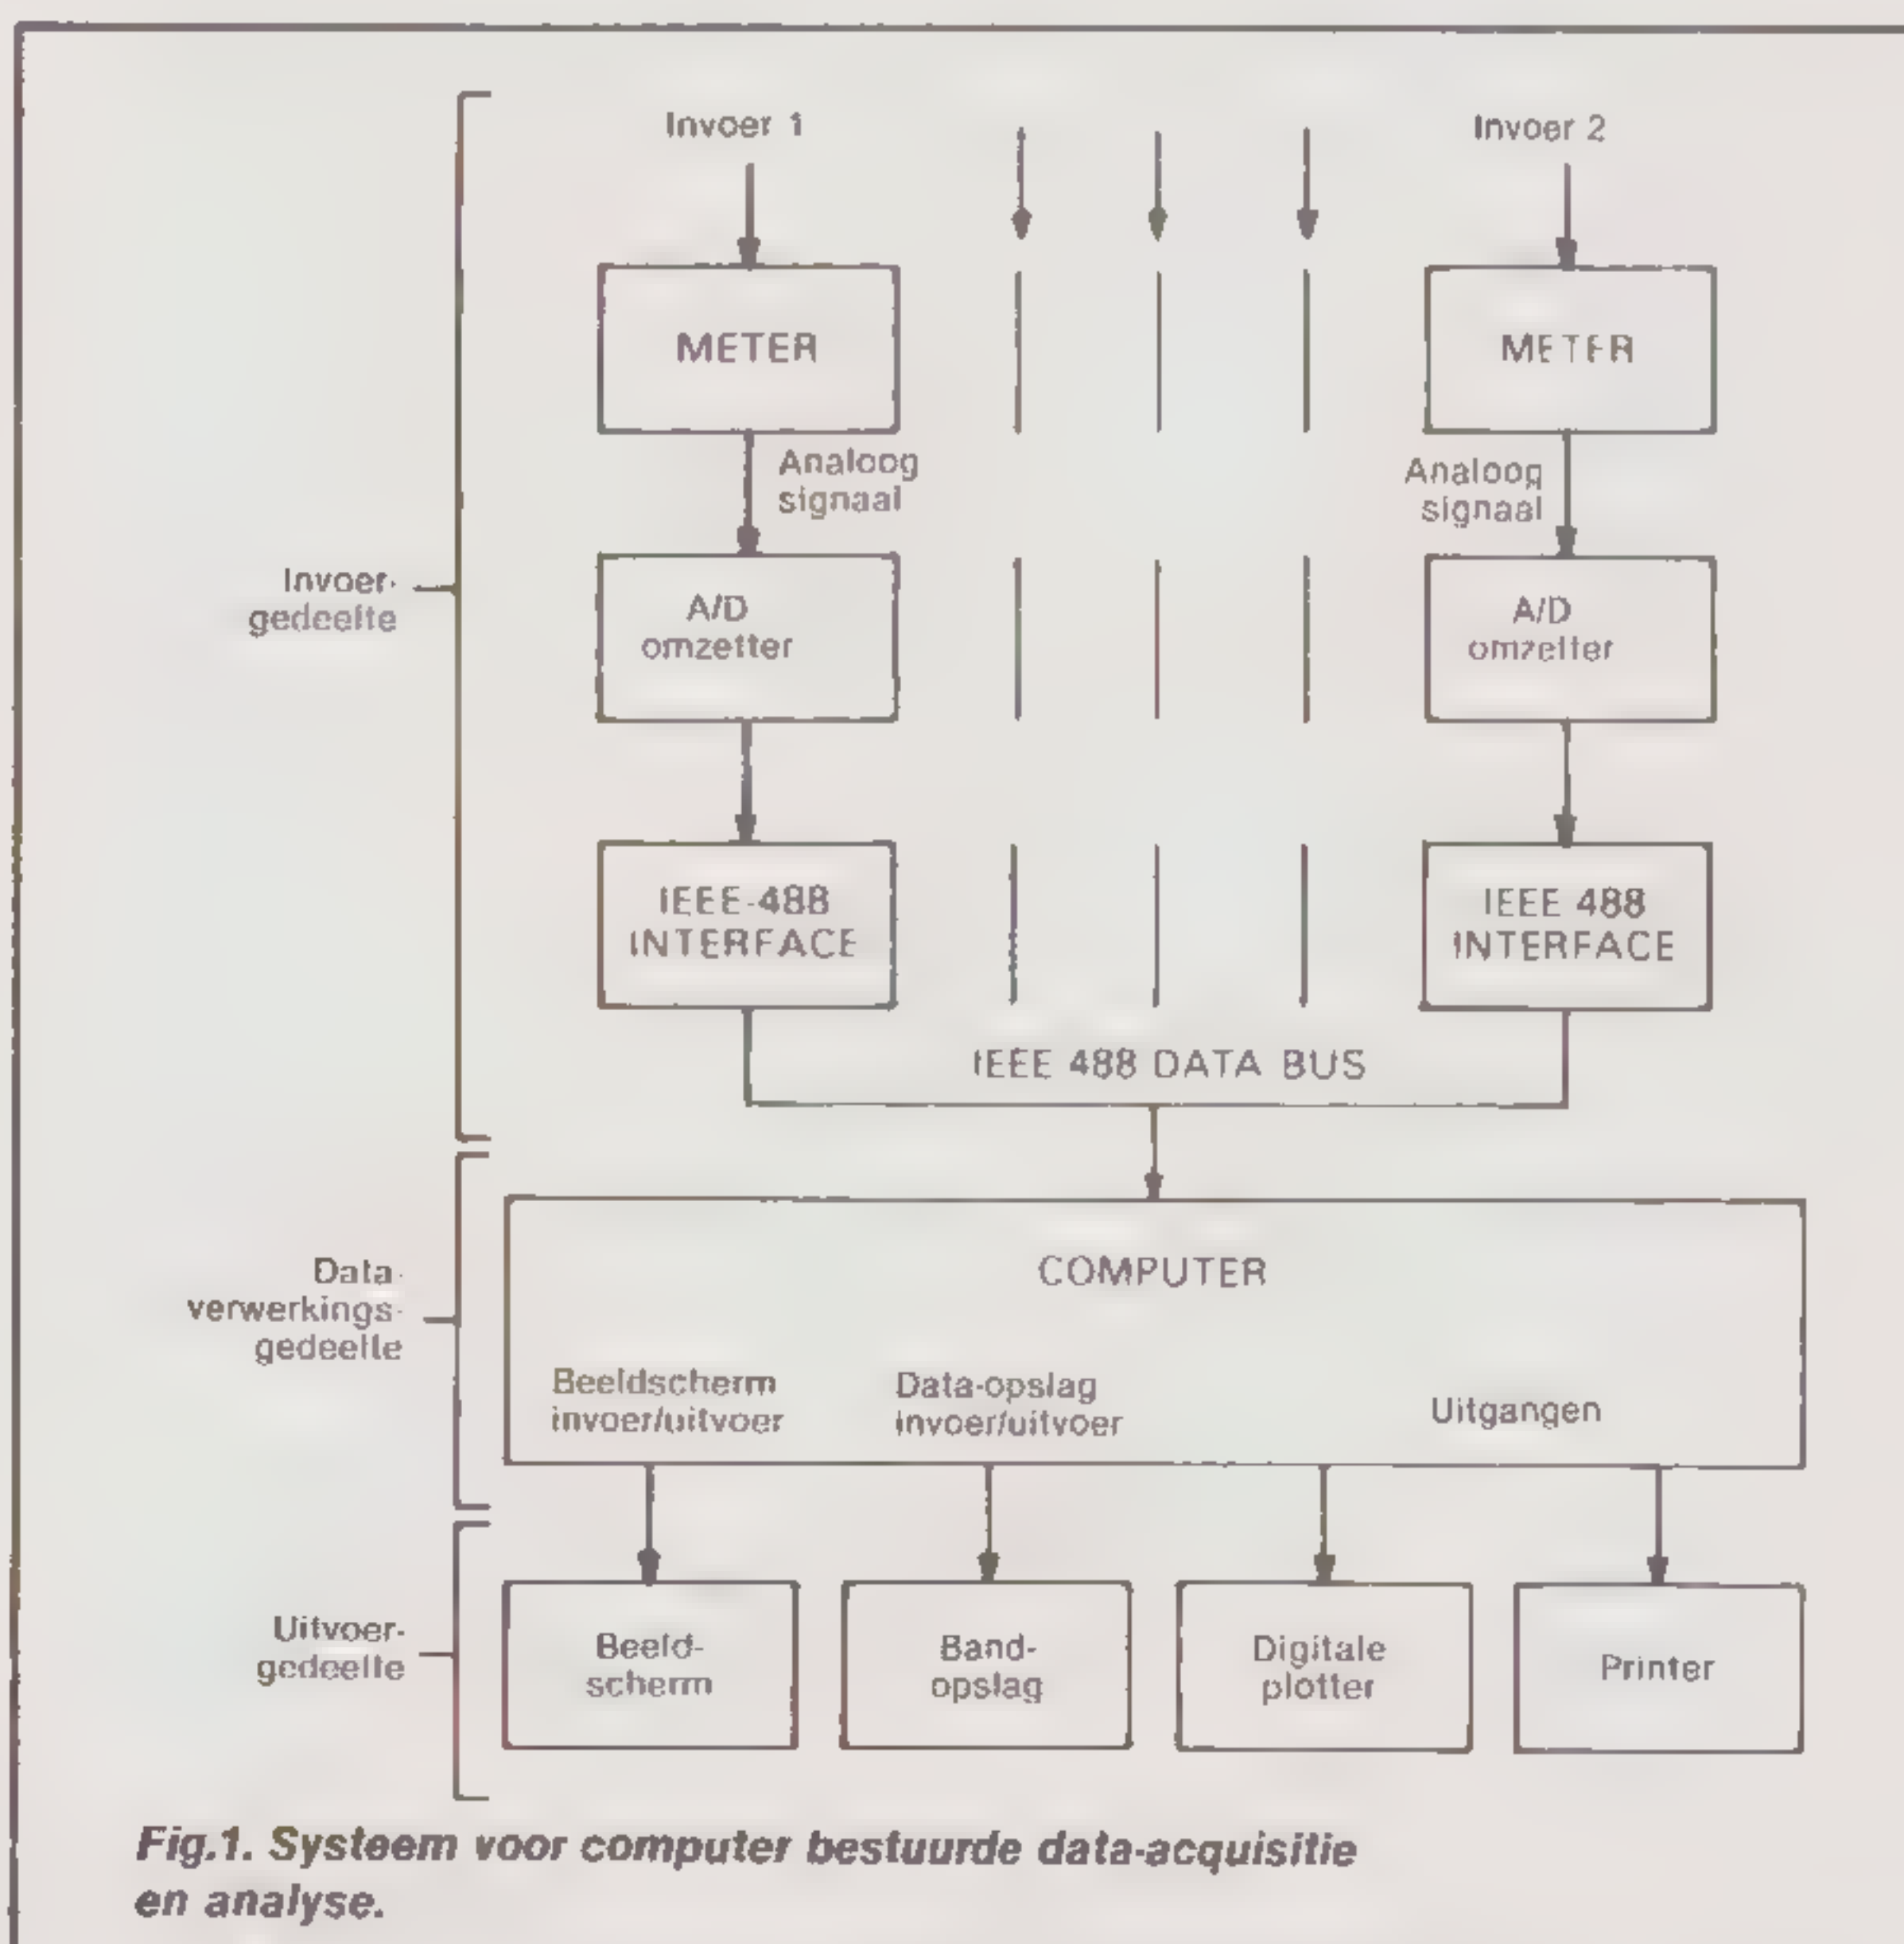 Invoer 1
Invoer 2
METER
METER
Analoog
signaal
Analoog
signaal
Invoer-
gedeelte
A/D
omzetter
A/D
omzetter
IEEE-488
INTERFACE
IEEE 488
INTERFACE
IEEE 488 DATA BUS
Data-
verwerkings-
gedeelte
COMPUTER
Beeldscherm
invoer/uitvoer
Data-opslag
invoer/uitvoer
Uitgangen
Uitvoer-
gedeelte
Beeld-
scherm
Band-
opslag
Digitale
plotter
Printer
Fig.1. Systeem voor computer bestuurde data-acquisitie
en analyse.